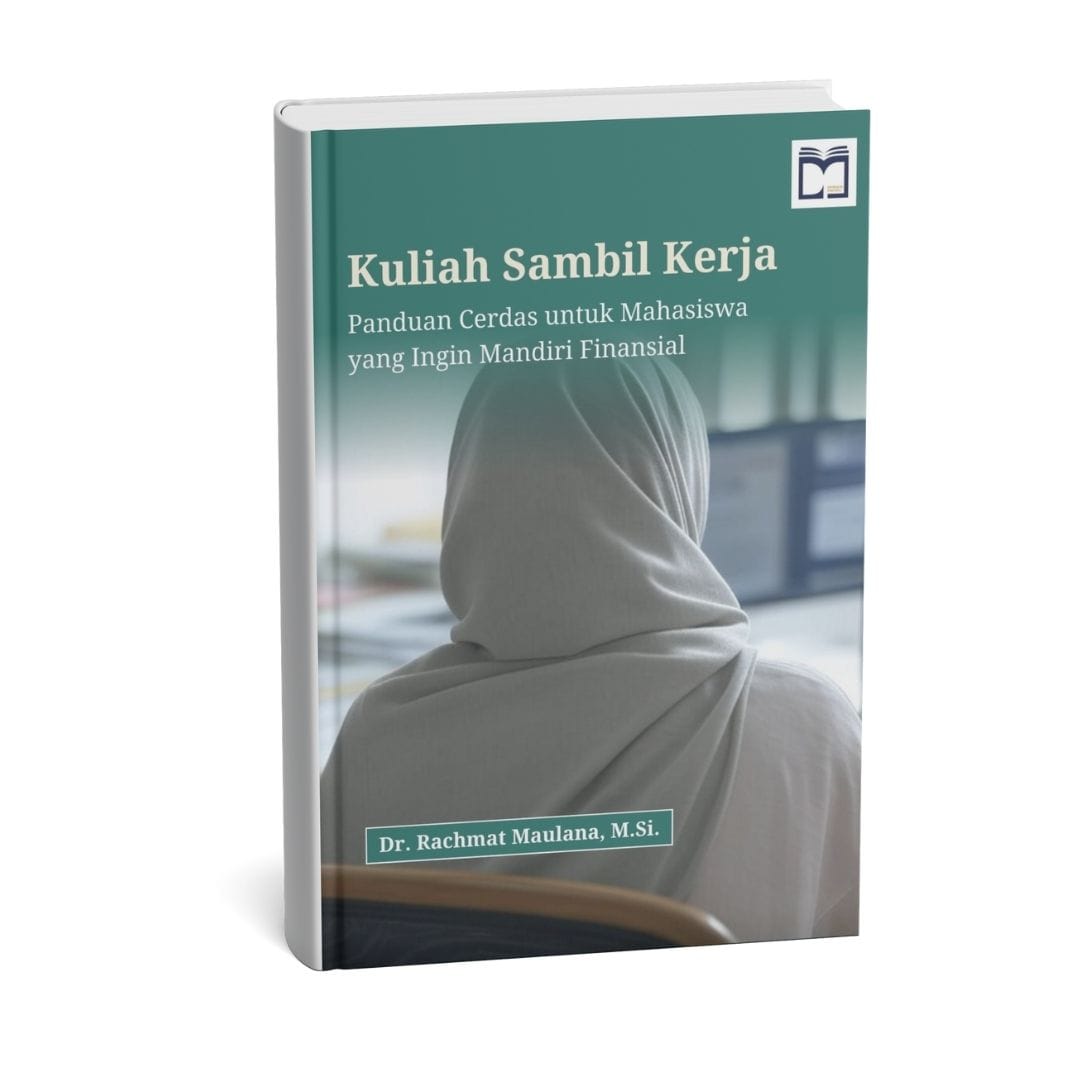 Kuliah Sambil Kerja
Panduan Cerdas untuk Mahasiswa
yang Ingin Mandiri Finansial
Dr. Rachmat Maulana, M.Si.